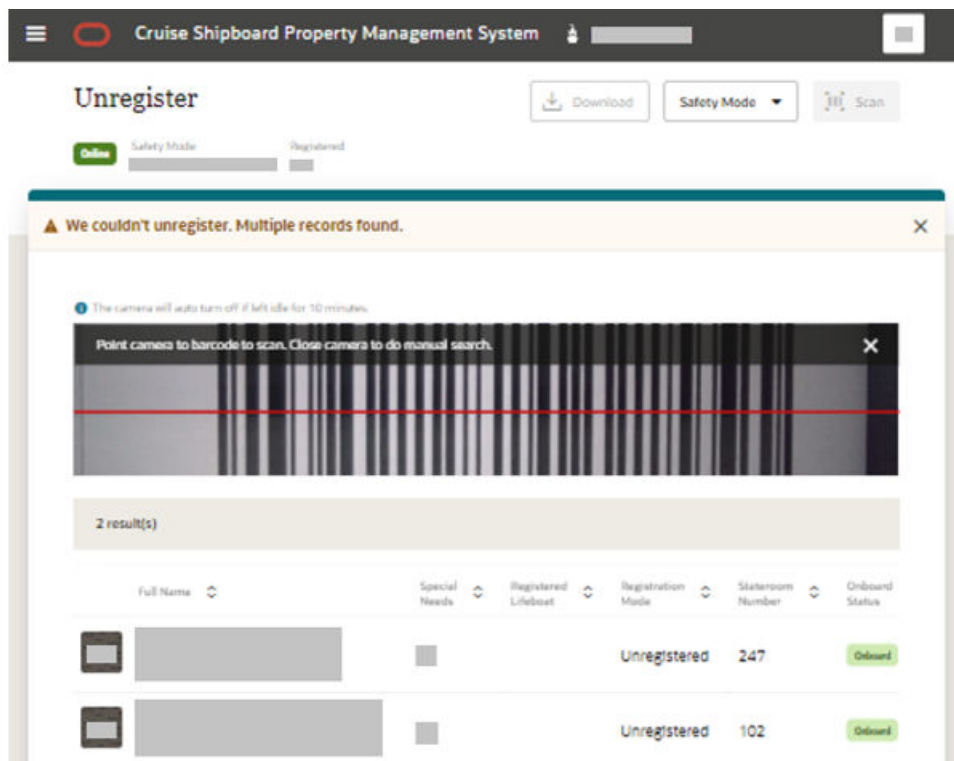 Cruise Shipboard Property Management System
Unregister
Download
Safety Mode
Scan
Online
Safety Mode
Registered
We couldn't unregister. Multiple records found.
The camera will auto turn off if left idle for 10 minutes.
Point camera to barcode to scan. Close camera to do manual search.
2 result(s)
Full Name
Special Needs
Registered Lifeboat
Registration Mode
Stateroom Number
Onboard Status
Unregistered 247 Onboard
Unregistered 102 Onboard